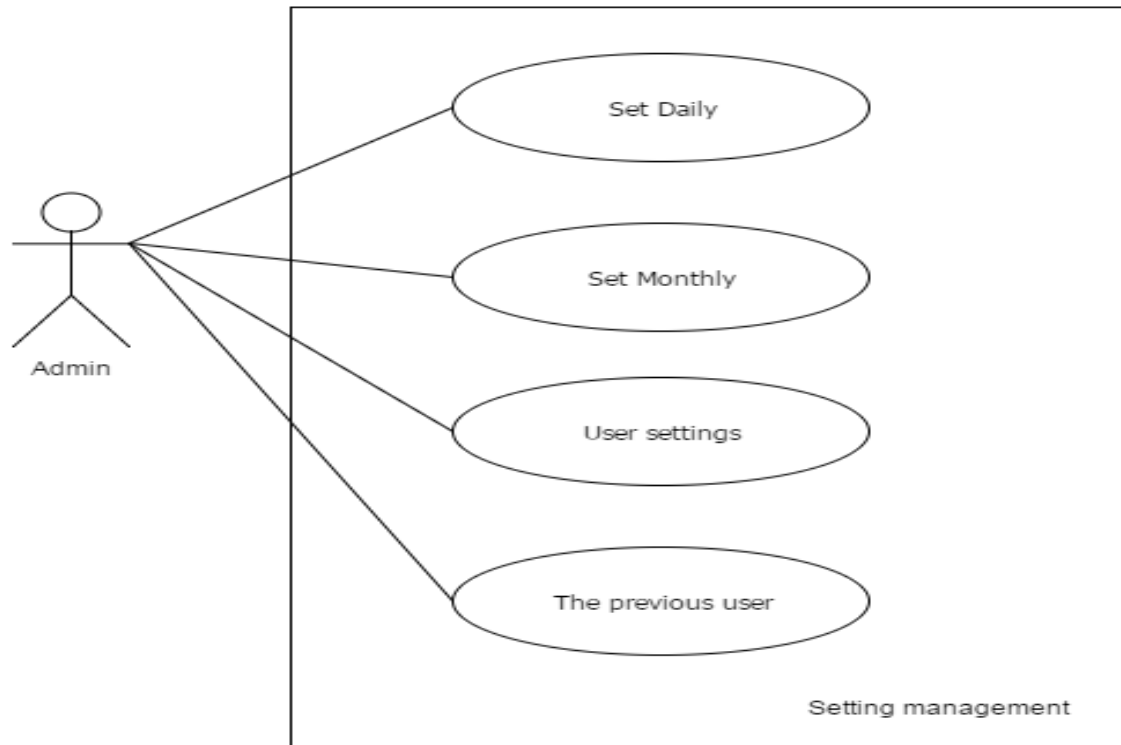 Set Daily
Set Monthly
Admin
User settings
The previous user
Setting management